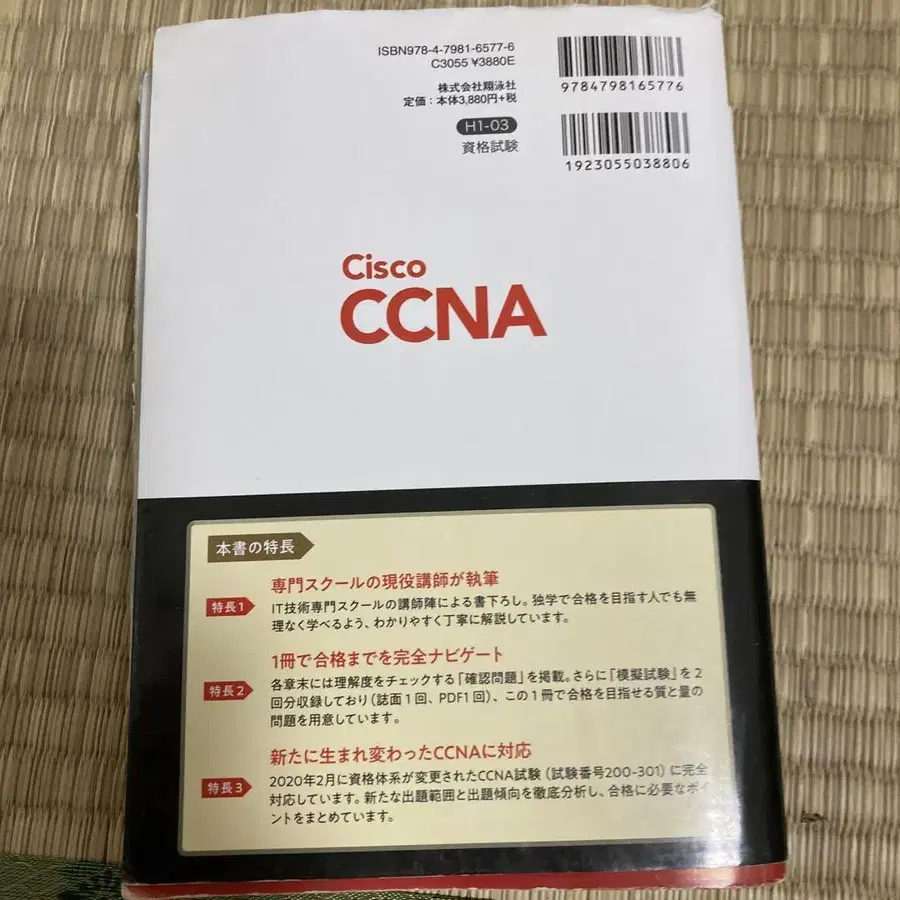 ISBN978-4-7981-6577-6
C3055 ¥3880E
株式会社翔泳社
定価：本体3,880円+税
H1-03
資格試験
9784798165776
1923055038806
Cisco
CCNA
本書の特長
特長1
専門スクールの現役講師が執筆
IT技術専門スクールの講師陣による書下ろし。独学で合格を目指す人でも無
理なく学べるよう、わかりやすく丁寧に解説しています。
特長2
1冊で合格までを完全ナビゲート
各章末には理解度をチェックする「確認問題」を掲載。さらに「模擬試験」を2
回分収録しており（誌面1回、PDF1回）、この1冊で合格を目指せる質と量の
問題を用意しています。
特長3
新たに生まれ変わったCCNAに対応
2020年2月に資格体系が変更されたCCNA試験（試験番号200-301）に完全
対応しています。新たな出題範囲と出題傾向を徹底分析し、合格に必要なポイ
ントをまとめています。